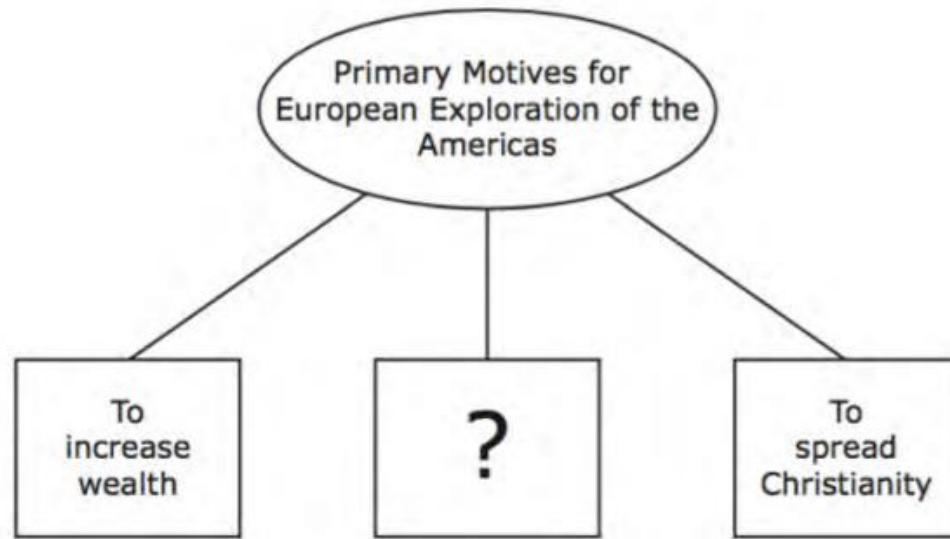 Primary Motives for
European Exploration of the
Americas
To
increase
wealth
?
To
spread
Christianity